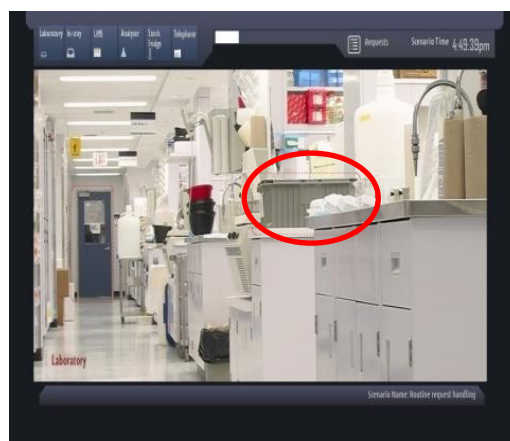 Laboratory In-tray LIMS Analyser Stock Fridge Telephone
Requests Scenario Time 4:49.39pm
Laboratory
Scenario Name: Routine request handling